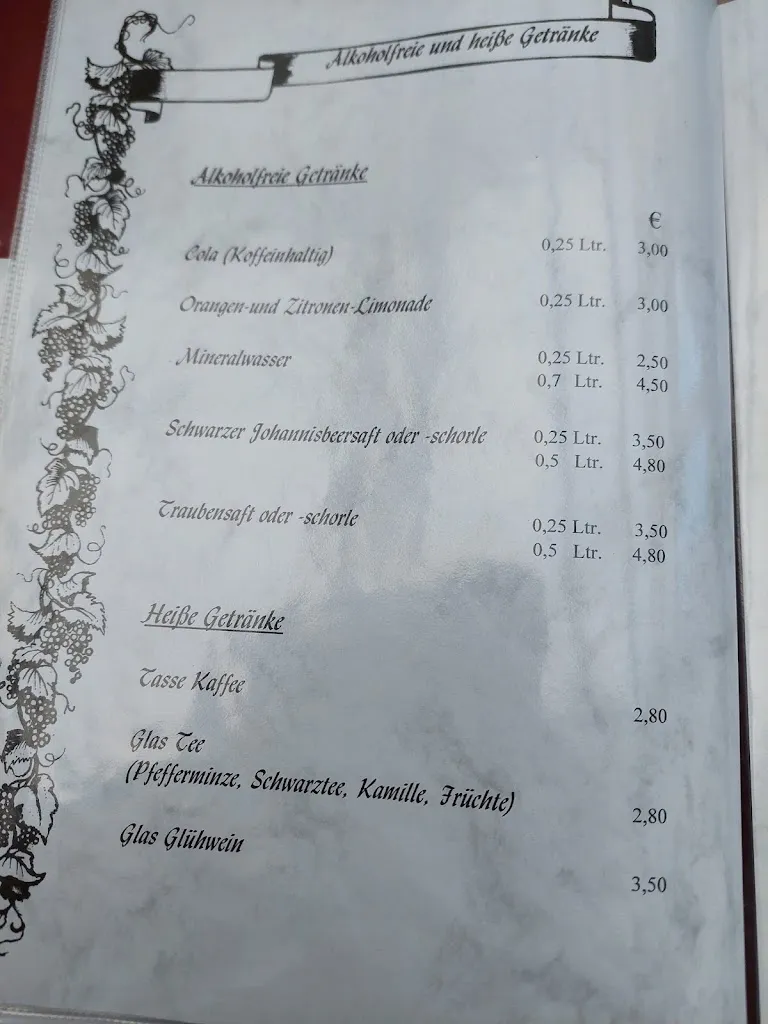 Alkoholfreie und heiße Getränke
Alkoholfreie Getränke
€
Cola (Koffeinhaltig) 0,25 Ltr. 3,00
Orangen-und Zitronen-Limonade 0,25 Ltr. 3,00
Mineralwasser 0,25 Ltr. 2,50
0,7 Ltr. 4,50
Schwarzer Johannisbeersaft oder -schorle 0,25 Ltr. 3,50
0,5 Ltr. 4,80
Traubensaft oder -schorle 0,25 Ltr. 3,50
0,5 Ltr. 4,80
Heiße Getränke
Tasse Kaffee 2,80
Glas Tee
(Pfefferminze, Schwarztee, Kamille, Früchte) 2,80
Glas Glühwein 3,50